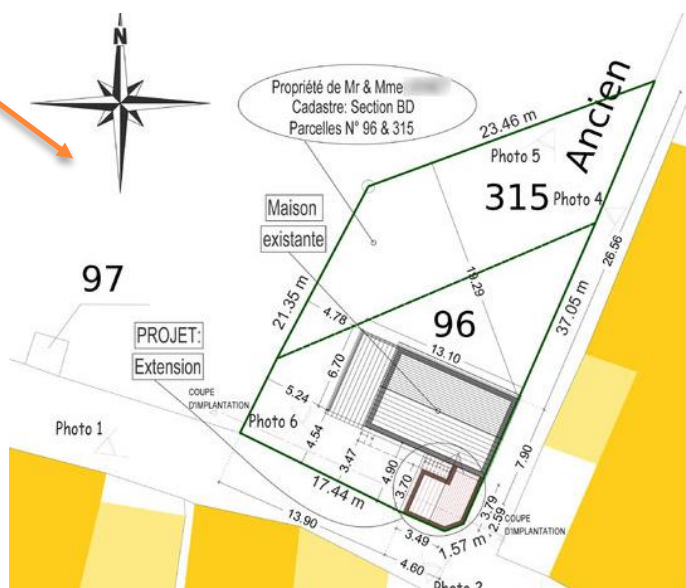 N
Propriété de Mr & Mme
Cadastre: Section BD
Parcelles N° 96 & 315
23.46 m
Ancien
Photo 5
315
Photo 4
Maison
existante
26.56
97
21.35 m
19.29
37.05 m
4.78
96
PROJET:
Extension
13.10
6.70
5.24
COUPE
D'IMPLANTATION
Photo 6
Photo 1
4.54
3.47
4.90
3.70
7.90
17.44 m
13.90
3.79
2.59
COUPE
D'IMPLANTATION
3.49
1.57 m
4.60
Photo 2